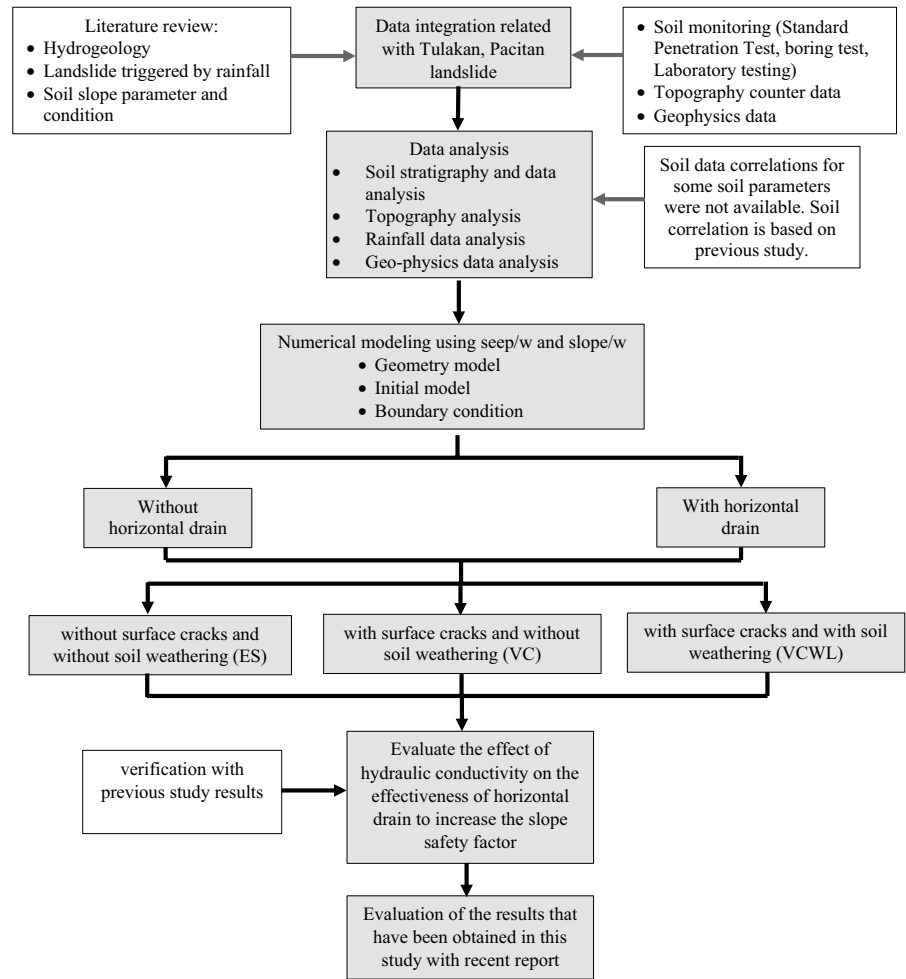 Literature review:
• Hydrogeology
• Landslide triggered by rainfall
• Soil slope parameter and
condition
Data integration related
with Tulakan, Pacitan
landslide
• Soil monitoring (Standard
Penetration Test, boring test,
Laboratory testing)
• Topography counter data
• Geophysics data
Data analysis
• Soil stratigraphy and data
analysis
• Topography analysis
• Rainfall data analysis
• Geo-physics data analysis
Soil data correlations for
some soil parameters
were not available. Soil
correlation is based on
previous study.
Numerical modeling using seep/w and slope/w
• Geometry model
• Initial model
• Boundary condition
Without
horizontal drain
With horizontal
drain
without surface cracks and
without soil weathering (ES)
with surface cracks and without
soil weathering (VC)
with surface cracks and with soil
weathering (VCWL)
verification with
previous study results
Evaluate the effect of
hydraulic conductivity on the
effectiveness of horizontal
drain to increase the slope
safety factor
Evaluation of the results that
have been obtained in this
study with recent report